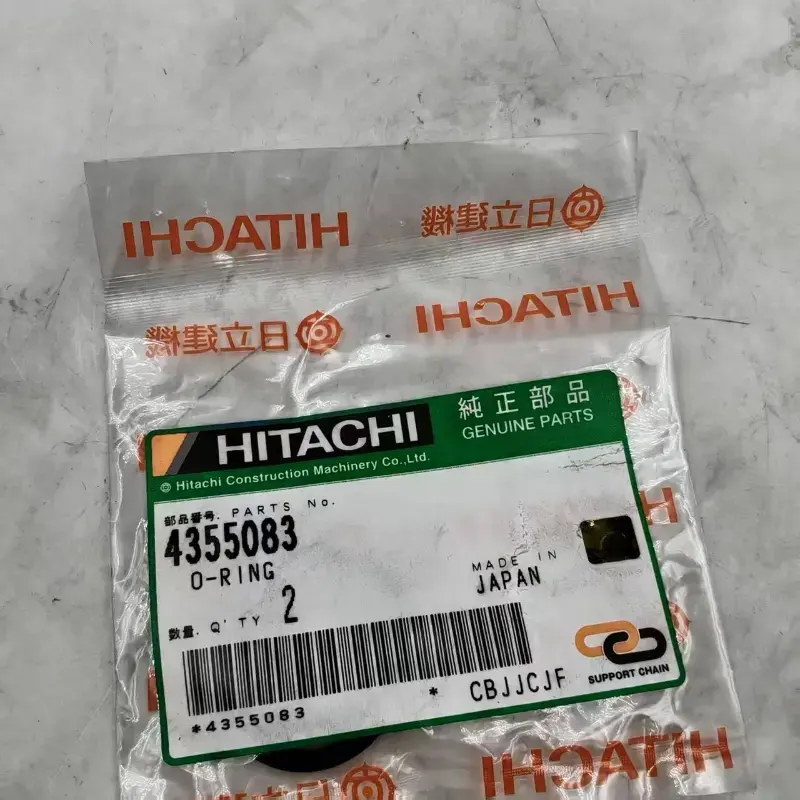 HITACHI 日立建機
日立建機 HITACHI
HITACHI 純正部品
GENUINE PARTS
© Hitachi Construction Machinery Co.,Ltd.
部品番号. PARTS No.
4355083
O-RING
MADE IN
JAPAN
数量. Q'TY 2
SUPPORT CHAIN
*4355083 * CBJJCJF
HITACHI